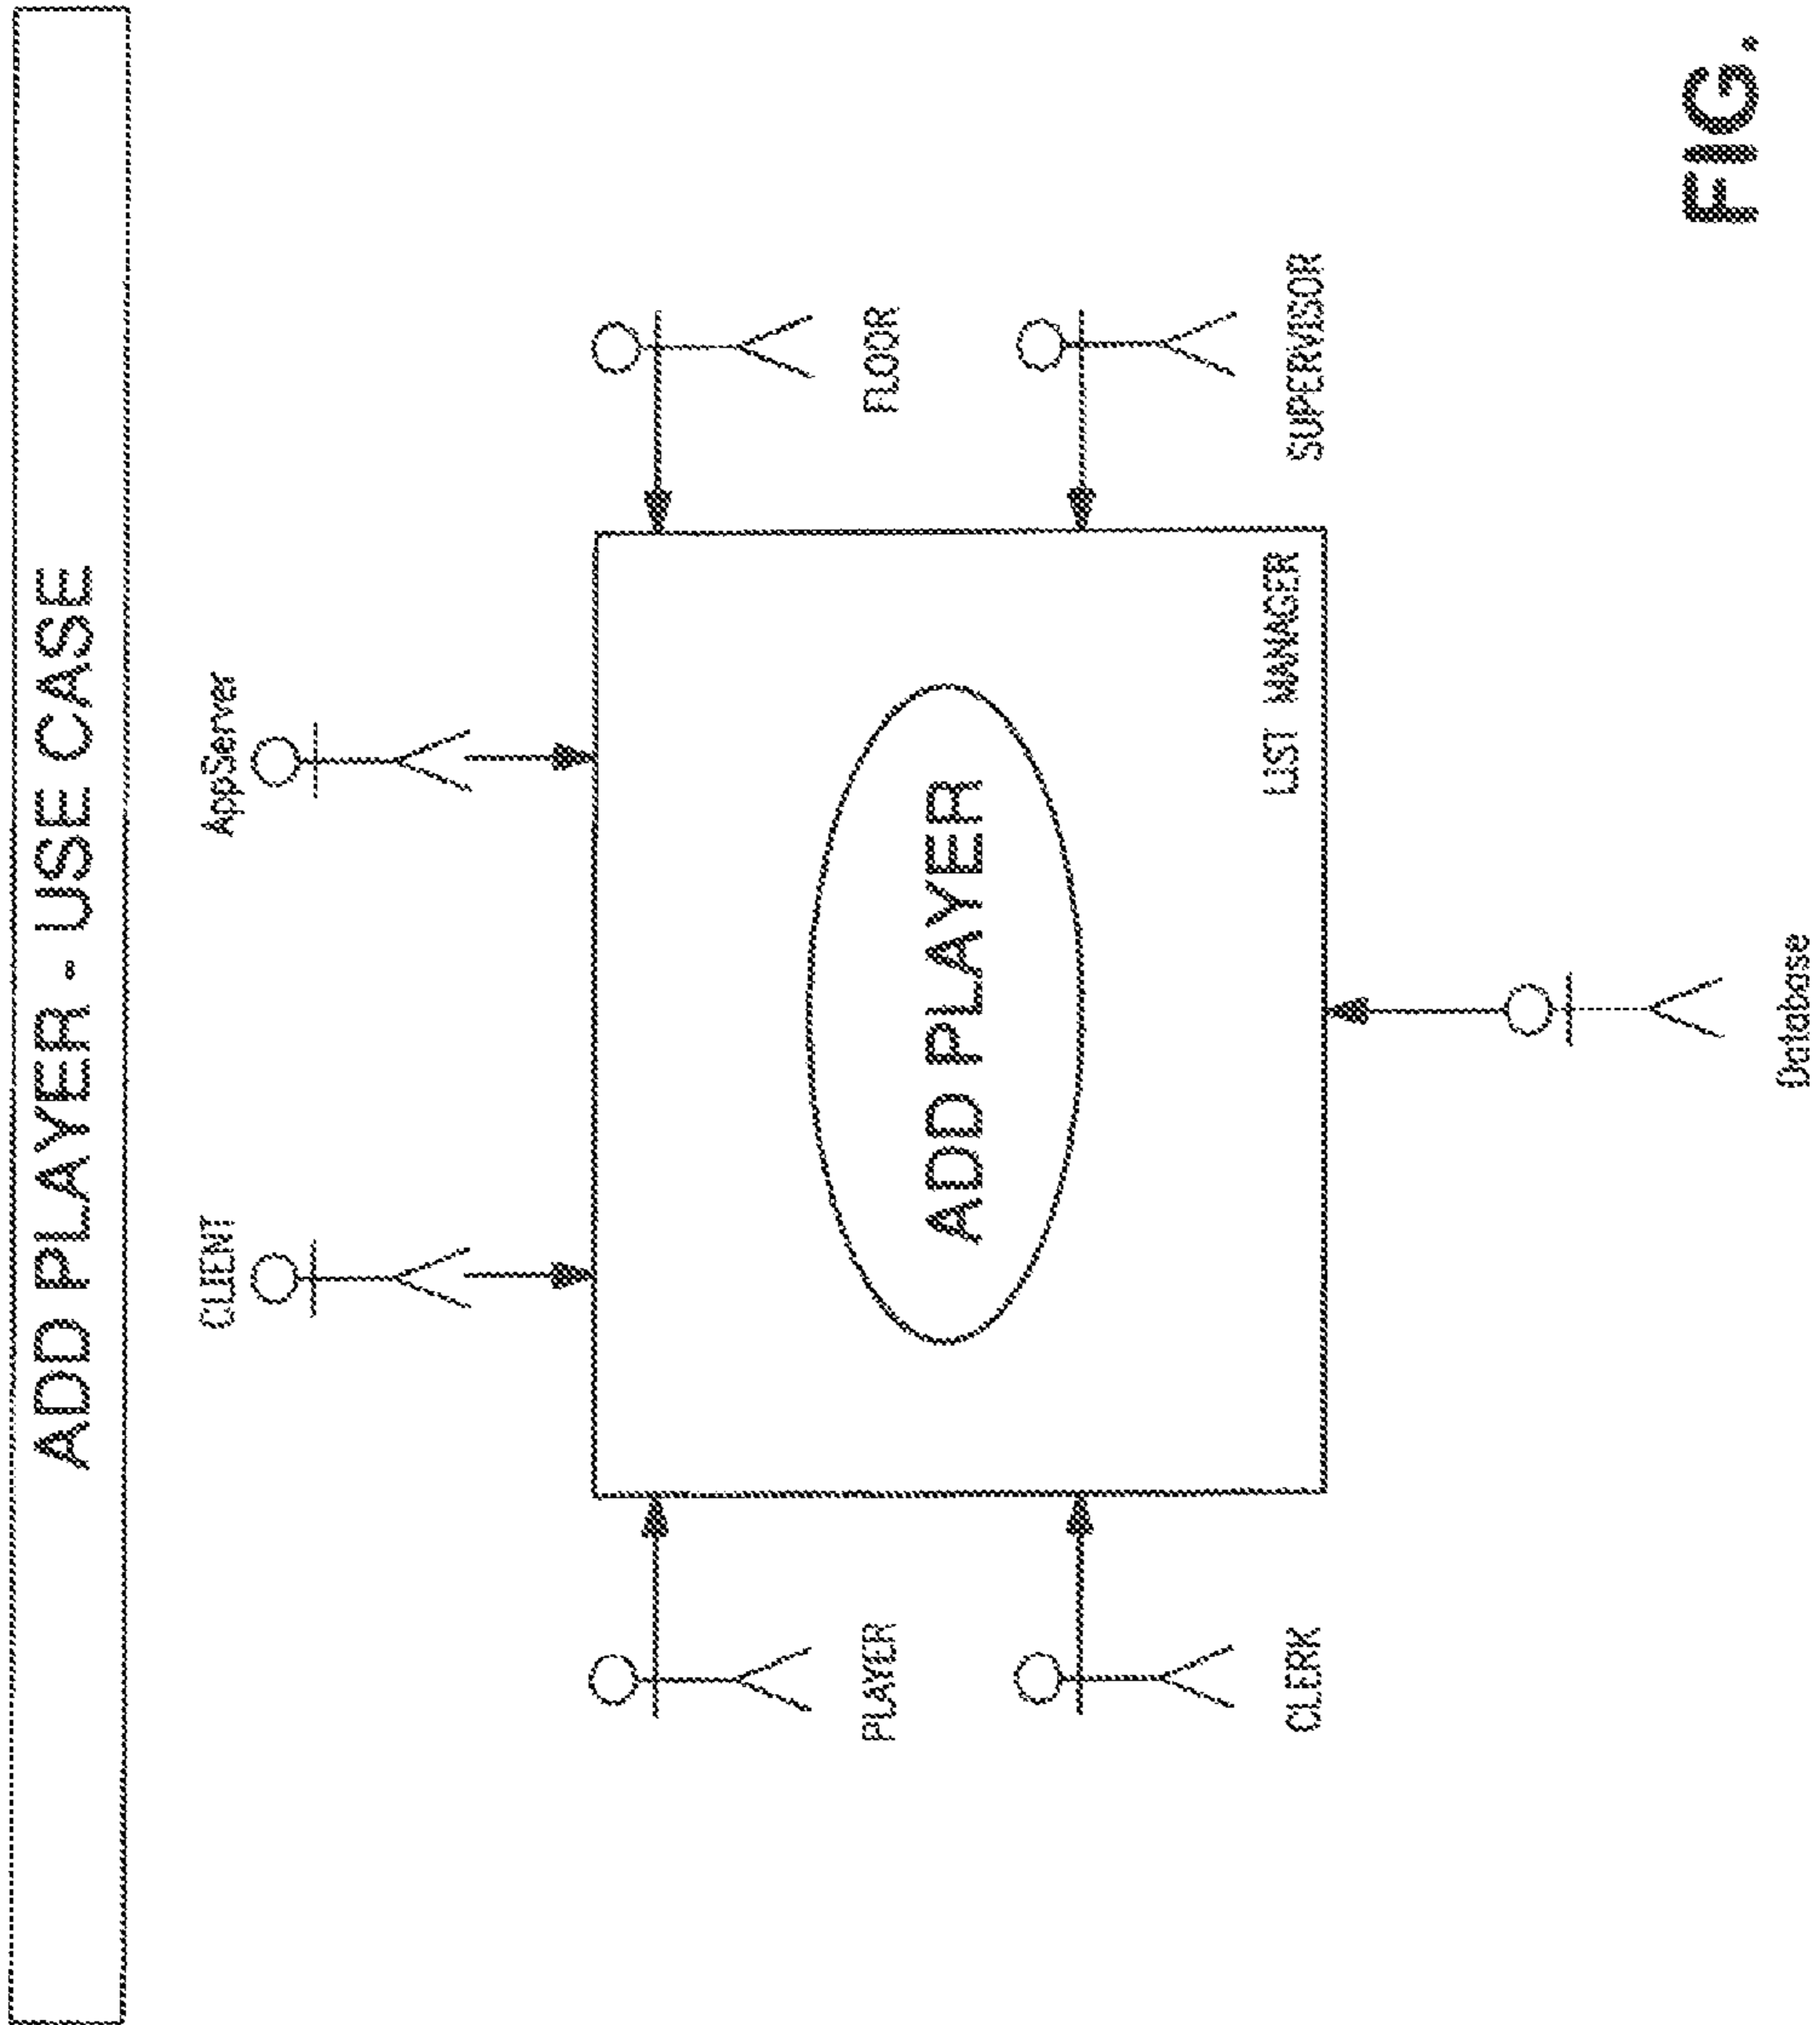 ADD PLAYER - USE CASE
CLIENT
AppServer
PLAYER
FLOOR
ADD PLAYER
CLERK
LIST MANAGER
SUPERVISOR
Database
FIG.